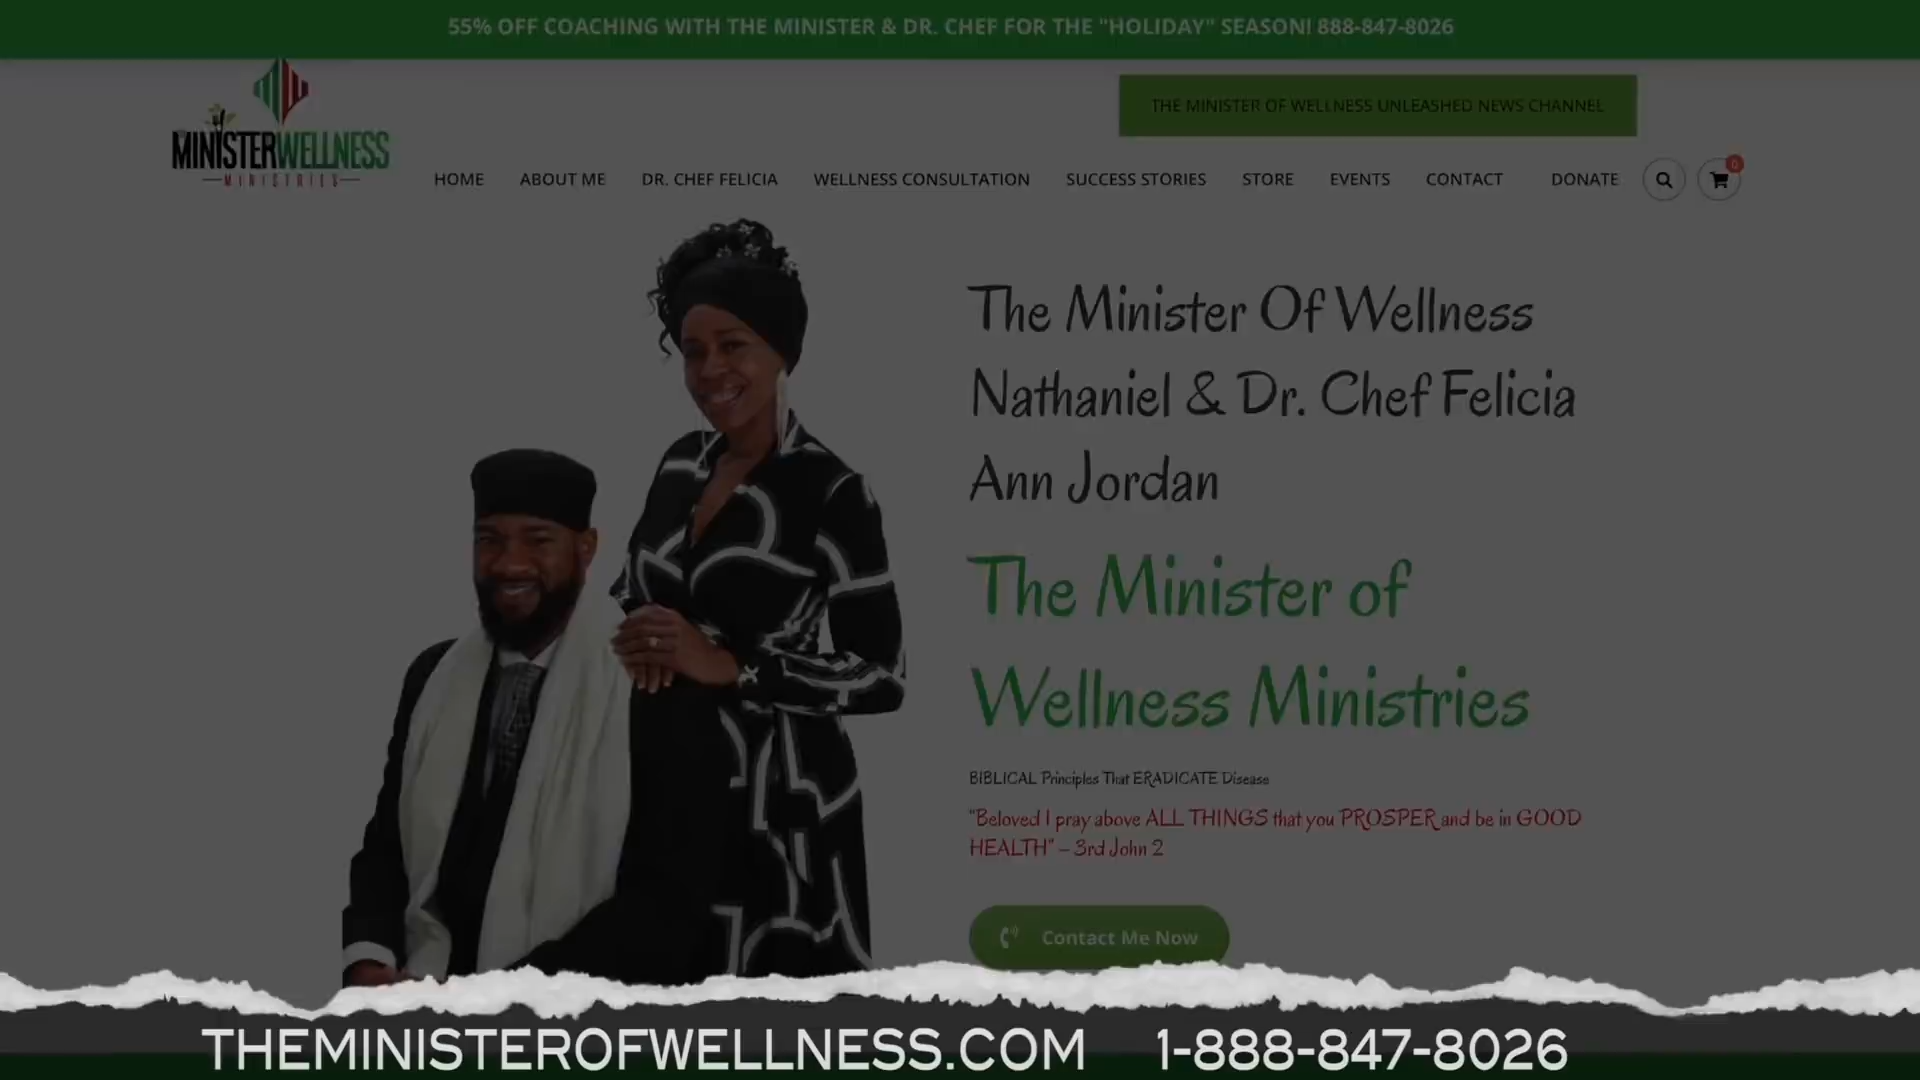 55% OFF COACHING WITH THE MINISTER & DR. CHEF FOR THE "HOLIDAY" SEASON! 888-847-8026
THE MINISTER OF WELLNESS UNLEASHED NEWS CHANNEL
MINISTERWELLNESS
MINISTRIES
HOME ABOUT ME DR. CHEF FELICIA WELLNESS CONSULTATION SUCCESS STORIES STORE EVENTS CONTACT DONATE 0
The Minister Of Wellness
Nathaniel & Dr. Chef Felicia
Ann Jordan
The Minister of
Wellness Ministries
BIBLICAL Principles That ERADICATE Disease
"Beloved I pray above ALL THINGS that you PROSPER and be in GOOD
HEALTH" – 3rd John 2
Contact Me Now
THEMINISTEROFWELLNESS.COM 1-888-847-8026